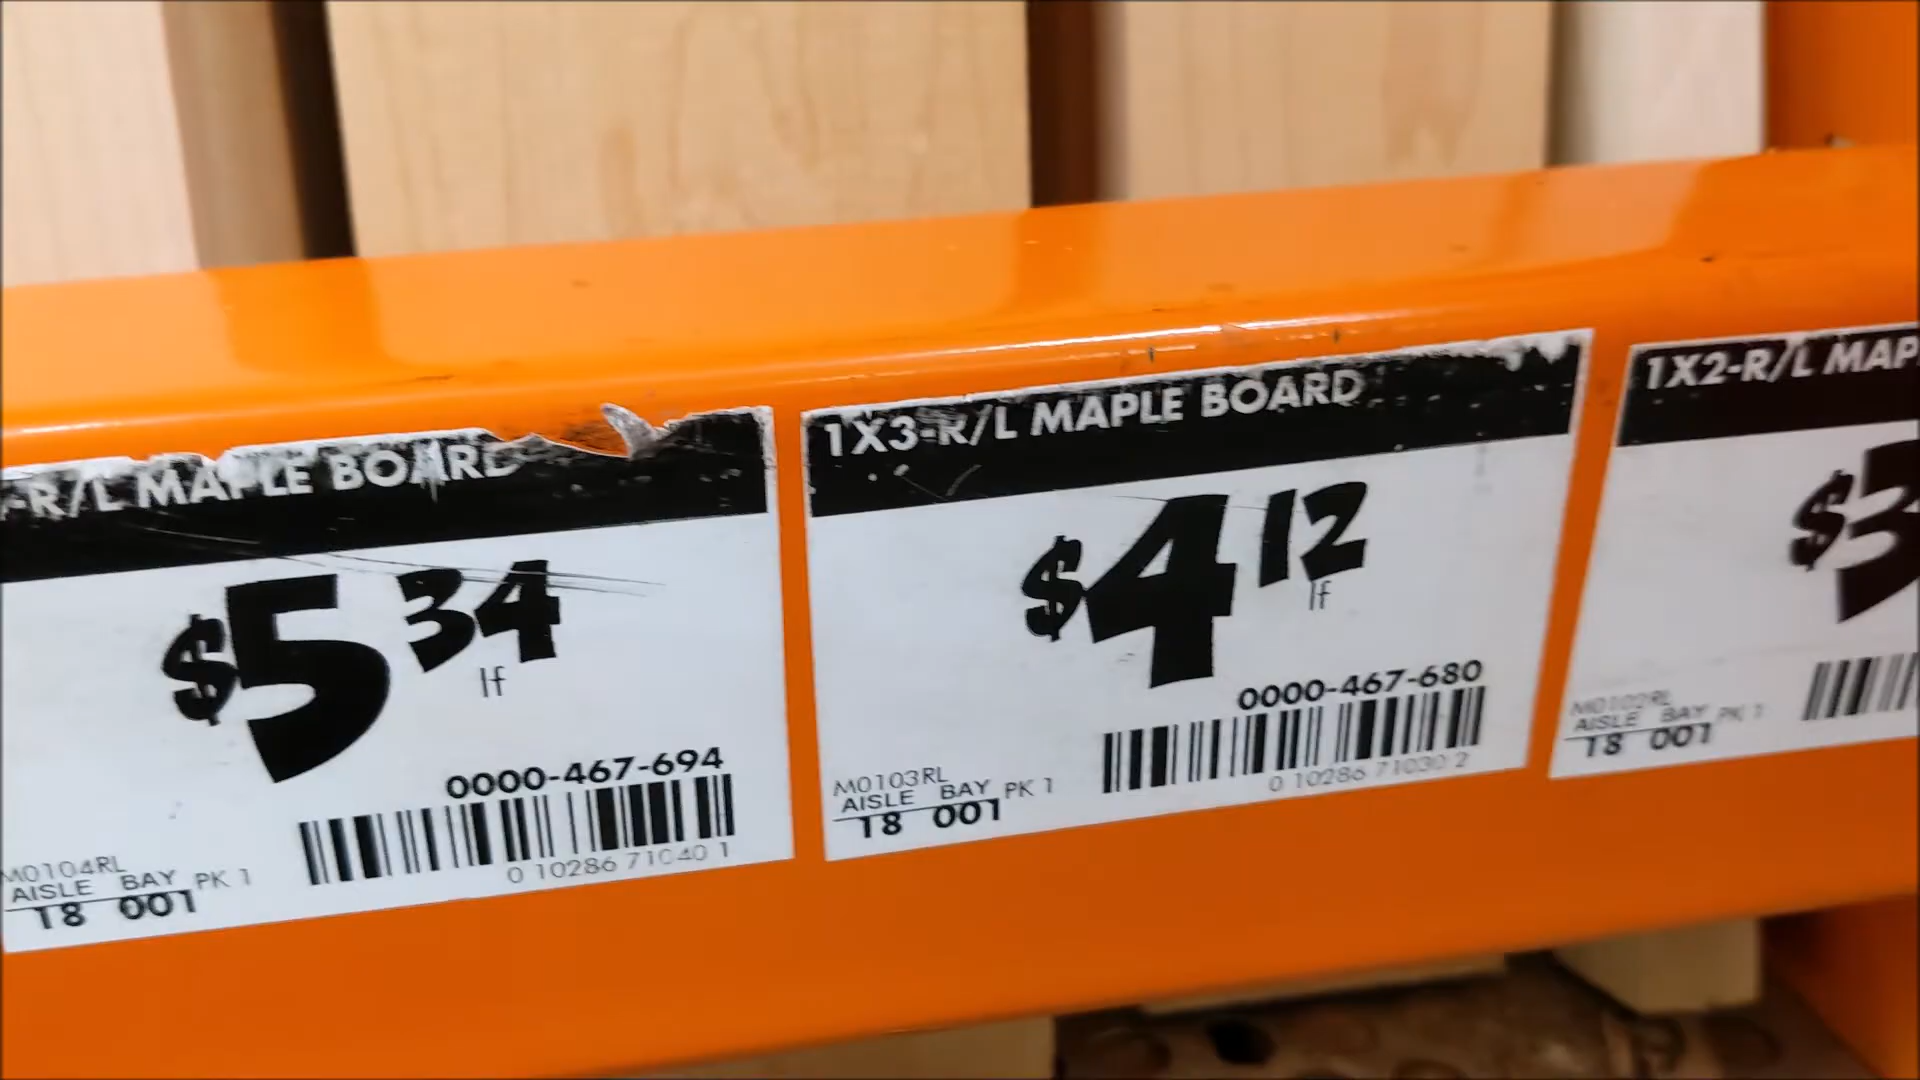 -R/L MAPLE BOARD
$5 34
lf
0000-467-694
M0104RL
AISLE BAY PK 1
18 001
0 10286 71040 1
1X3-R/L MAPLE BOARD
$4 12
lf
0000-467-680
M0103RL
AISLE BAY PK 1
18 001
0 10286 71030 2
1X2-R/L MAP
$3
M0102RL
AISLE BAY PK 1
18 001